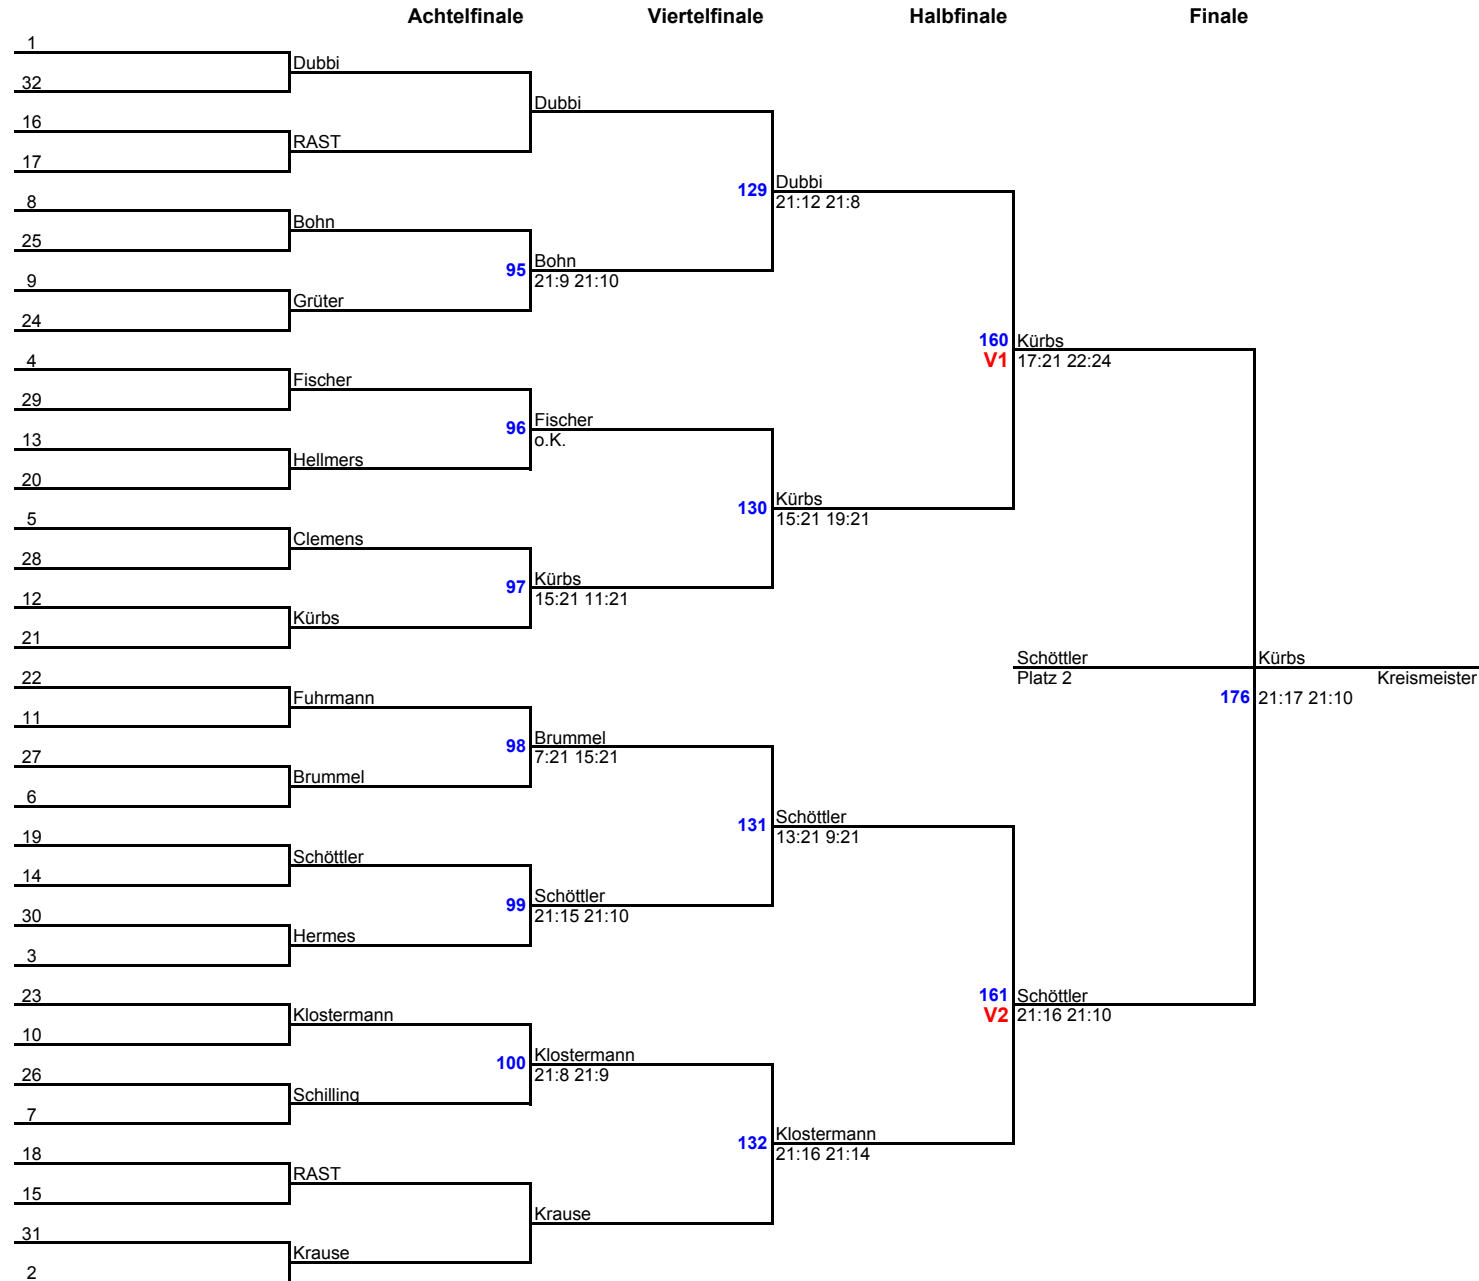 Achtelfinale Viertelfinale Halbfinale Finale
1
Dubbi
32
Dubbi
16
RAST
17
129 Dubbi
21:12 21:8
8
Bohn
25
95 Bohn
21:9 21:10
9
Grüter
24
160 Kürbs
V1 17:21 22:24
4
Fischer
29
96 Fischer
o.K.
13
Hellmers
20
130 Kürbs
15:21 19:21
5
Clemens
28
97 Kürbs
15:21 11:21
12
Kürbs
21
Schöttler
Platz 2
Kürbs
Kreismeister
176 21:17 21:10
22
Fuhrmann
11
98 Brummel
7:21 15:21
27
Brummel
6
131 Schöttler
13:21 9:21
19
Schöttler
14
99 Schöttler
21:15 21:10
30
Hermes
3
161 Schöttler
V2 21:16 21:10
23
Klostermann
10
100 Klostermann
21:8 21:9
26
Schilling
7
132 Klostermann
21:16 21:14
18
RAST
15
Krause
31
Krause
2